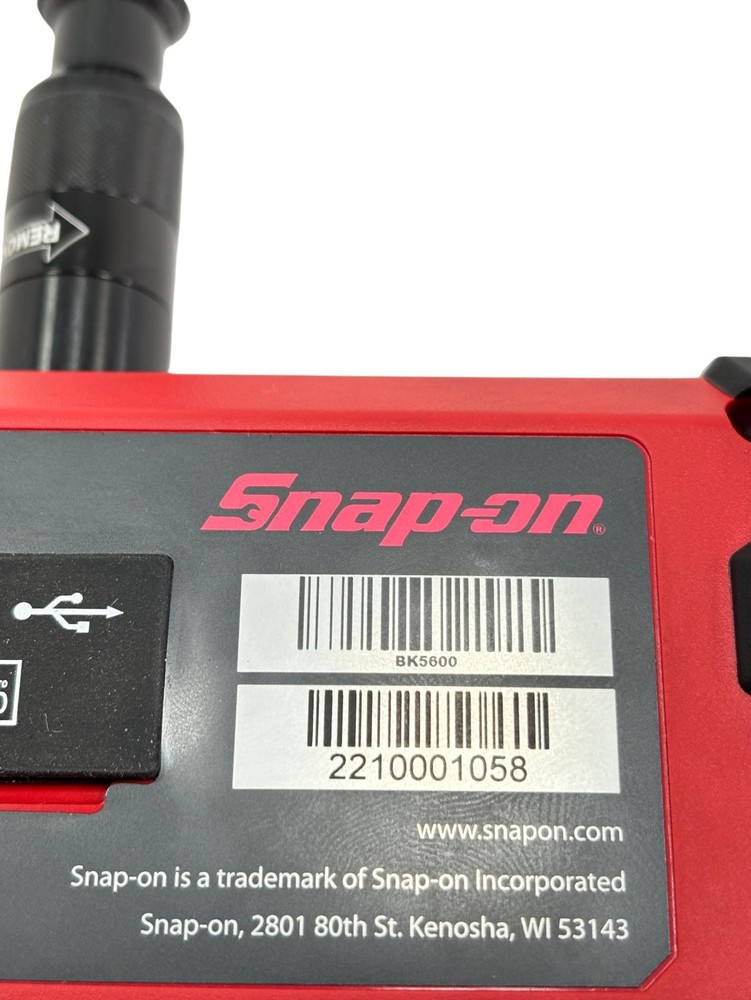 Snap-on®
BK5600
2210001058
www.snapon.com
Snap-on is a trademark of Snap-on Incorporated
Snap-on, 2801 80th St. Kenosha, WI 53143